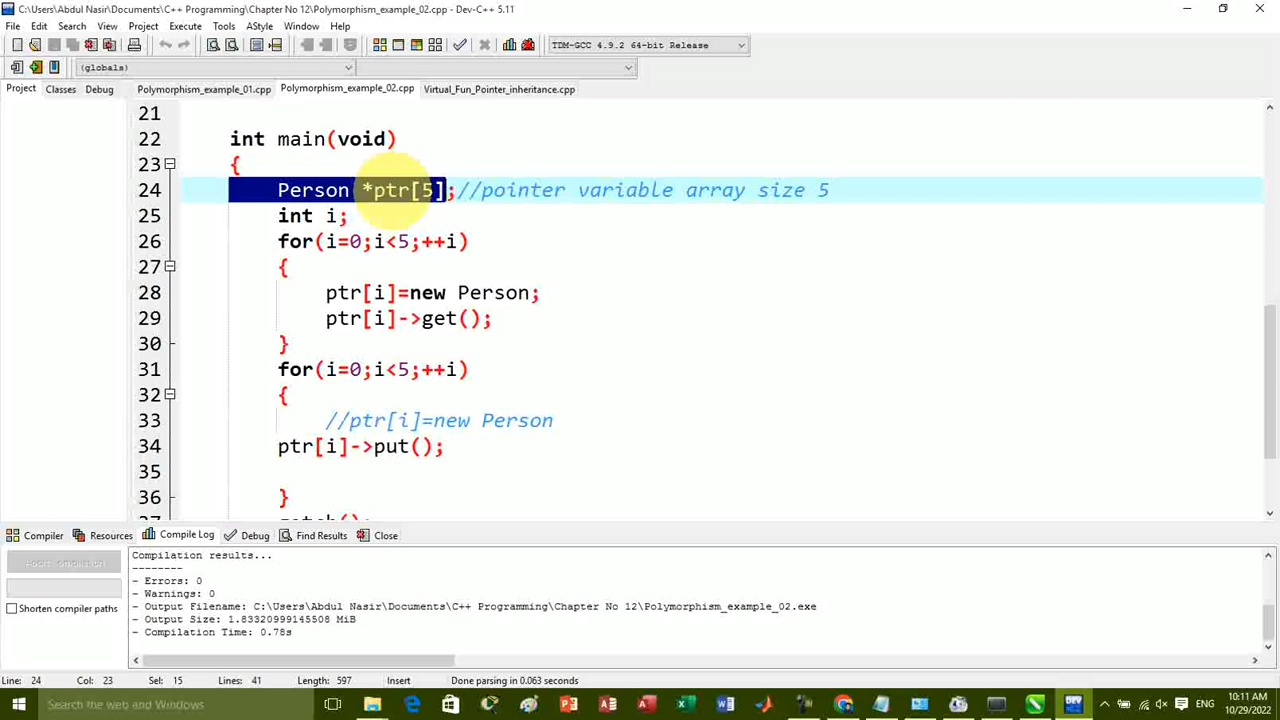 C:\Users\Abdul Nasir\Documents\C++ Programming\Chapter No 12\Polymorphism_example_02.cpp - Dev-C++ 5.11
File Edit Search View Project Execute Tools AStyle Window Help
TDM-GCC 4.9.2 64-bit Release
(globals)
Project Classes Debug Polymorphism_example_01.cpp Polymorphism_example_02.cpp Virtual_Fun_Pointer_inheritance.cpp
21
22 int main(void)
23 {
24 Person *ptr[5];//pointer variable array size 5
25 int i;
26 for(i=0;i<5;++i)
27 {
28 ptr[i]=new Person;
29 ptr[i]->get();
30 }
31 for(i=0;i<5;++i)
32 {
33 //ptr[i]=new Person
34 ptr[i]->put();
35
36 }
37 getch();
Compiler Resources Compile Log Debug Find Results Close
Abort Compilation
Shorten compiler paths
Compilation results...
--------
- Errors: 0
- Warnings: 0
- Output Filename: C:\Users\Abdul Nasir\Documents\C++ Programming\Chapter No 12\Polymorphism_example_02.exe
- Output Size: 1.83320999145508 MiB
- Compilation Time: 0.78s
Line: 24 Col: 23 Sel: 15 Lines: 41 Length: 597 Insert Done parsing in 0.063 seconds
Search the web and Windows
ENG
10:11 AM
10/29/2022